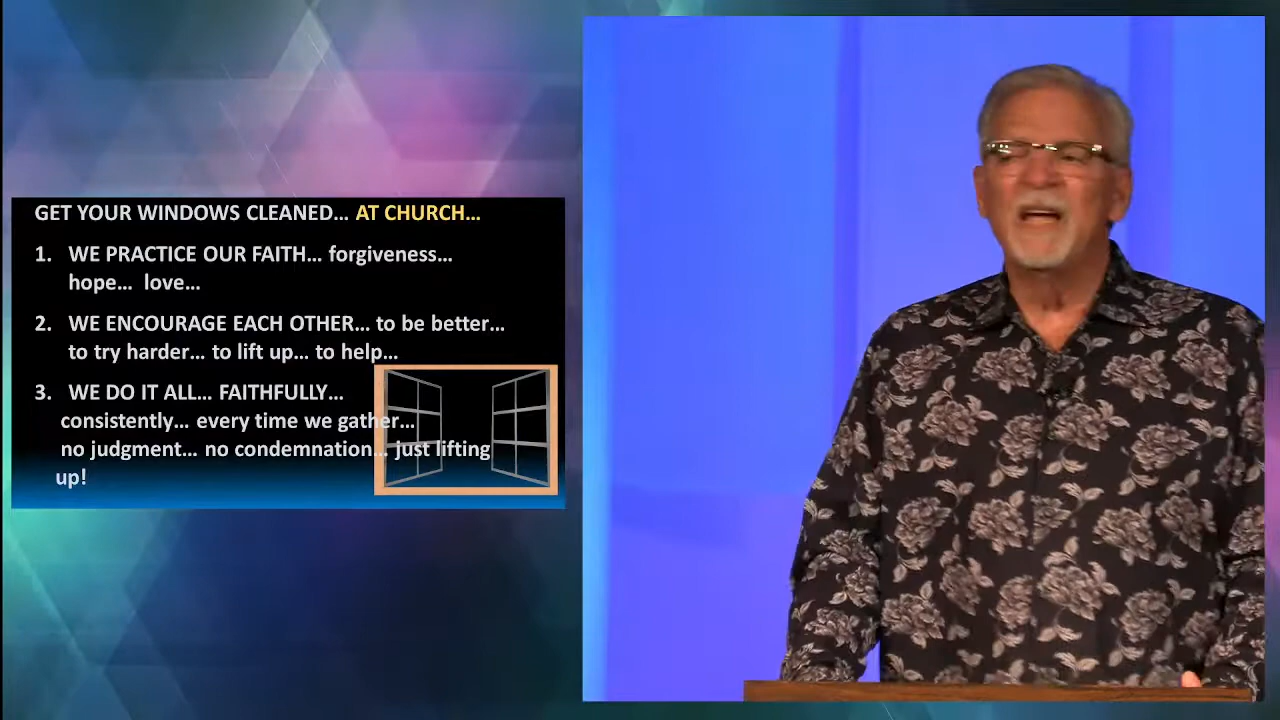 GET YOUR WINDOWS CLEANED... AT CHURCH...
1. WE PRACTICE OUR FAITH... forgiveness...
hope... love...
2. WE ENCOURAGE EACH OTHER... to be better...
to try harder... to lift up... to help...
3. WE DO IT ALL... FAITHFULLY...
consistently... every time we gather...
no judgment... no condemnation... just lifting
up!